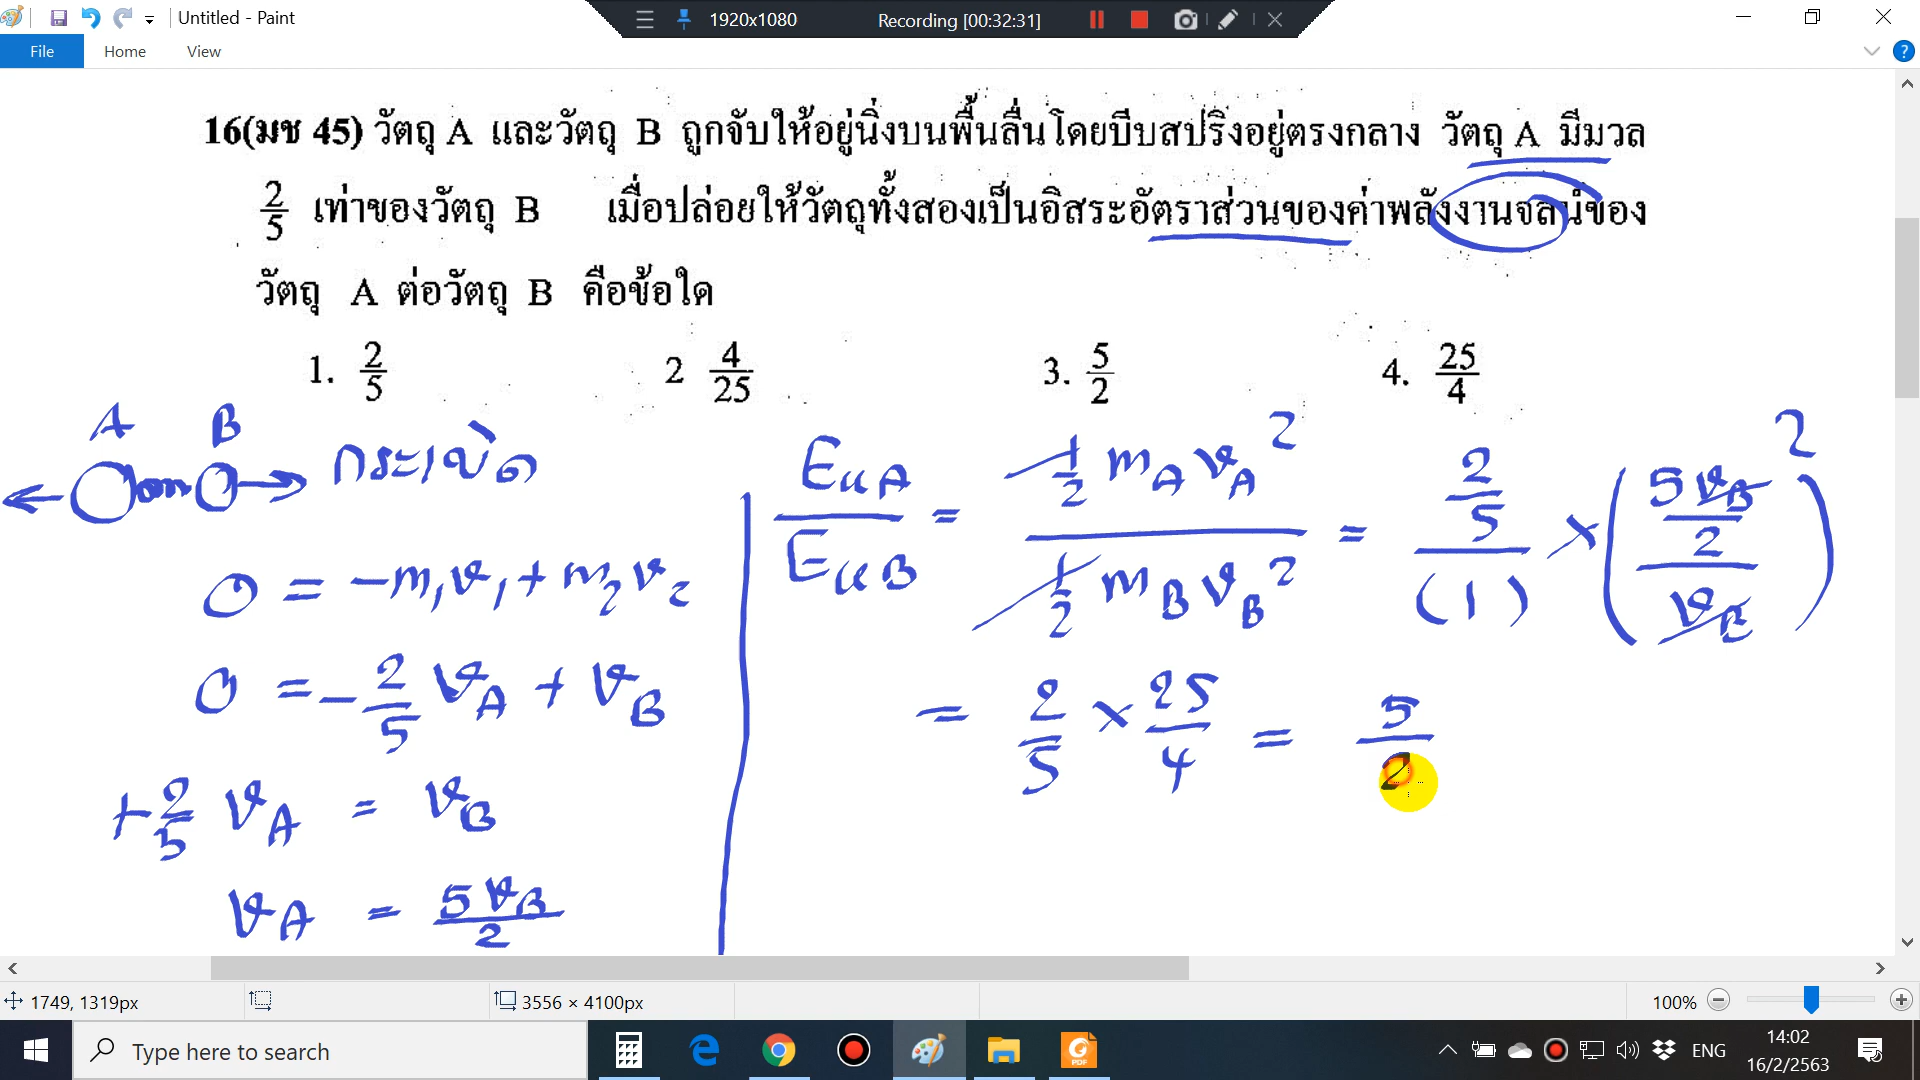 Untitled - Paint
1920x1080 Recording [00:32:31]
File Home View
16(มช 45) วัตถุ A และวัตถุ B ถูกจับให้อยู่นิ่งบนพื้นลื่นโดยบีบสปริงอยู่ตรงกลาง วัตถุ A มีมวล
2/5 เท่าของวัตถุ B เมื่อปล่อยให้วัตถุทั้งสองเป็นอิสระอัตราส่วนของค่าพลังงานจลน์ของ
วัตถุ A ต่อวัตถุ B คือข้อใด
1. 2/5 2 4/25 3. 5/2 4. 25/4
A B กระเบิด
EKA/EKB = ½ mA vA²/½ mB vB² = 2/5/(1) × (5vB/2/vB)²
0 = -m₁v₁ + m₂v₂
0 = -2/5 vA + vB
= 2/5 × 25/4 = 5/2
+2/5 vA = vB
vA = 5vB/2
1749, 1319px 3556 × 4100px 100%
Type here to search
ENG
14:02
16/2/2563